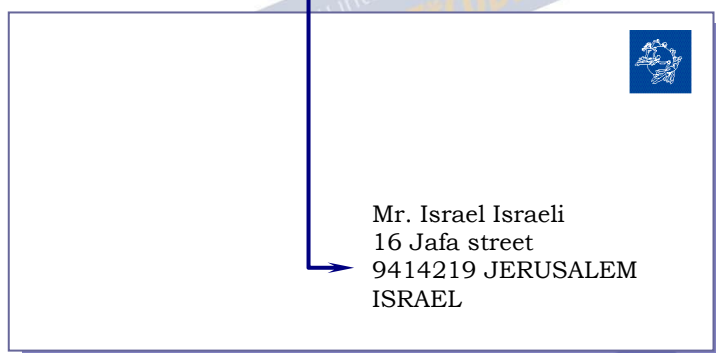 Mr. Israel Israeli
16 Jafa street
9414219 JERUSALEM
ISRAEL